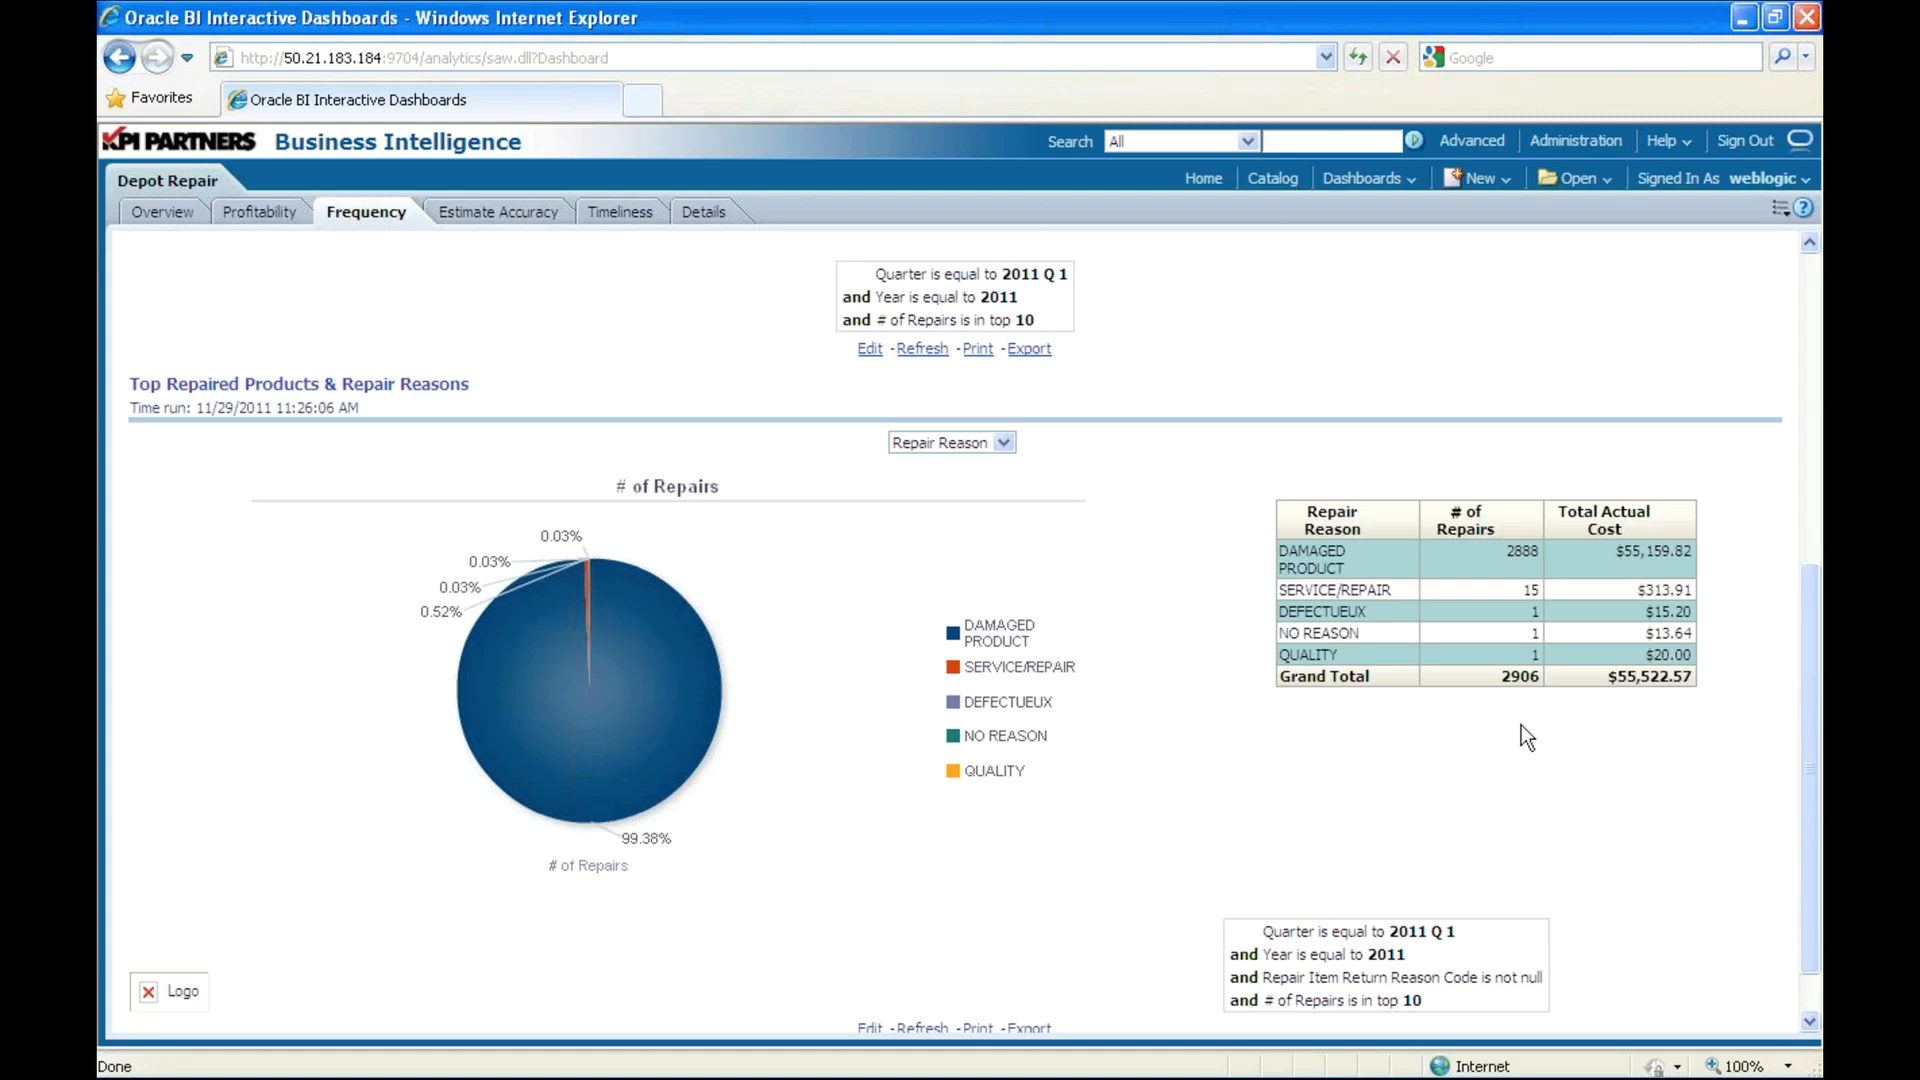 Oracle BI Interactive Dashboards - Windows Internet Explorer
http://50.21.183.184:9704/analytics/saw.dll?Dashboard
Google
Favorites
Oracle BI Interactive Dashboards
KPI PARTNERS Business Intelligence
Search All
Advanced Administration Help Sign Out
Depot Repair
Home Catalog Dashboards New Open Signed In As weblogic
Overview Profitability Frequency Estimate Accuracy Timeliness Details
Quarter is equal to 2011 Q 1
and Year is equal to 2011
and # of Repairs is in top 10
Edit - Refresh - Print - Export
Top Repaired Products & Repair Reasons
Time run: 11/29/2011 11:26:06 AM
Repair Reason
# of Repairs
0.03%
0.03%
0.03%
0.52%
99.38%
# of Repairs
DAMAGED
PRODUCT
SERVICE/REPAIR
DEFECTUEUX
NO REASON
QUALITY
Repair Reason # of Repairs Total Actual Cost
DAMAGED PRODUCT 2888 $55,159.82
SERVICE/REPAIR 15 $313.91
DEFECTUEUX 1 $15.20
NO REASON 1 $13.64
QUALITY 1 $20.00
Grand Total 2906 $55,522.57
Quarter is equal to 2011 Q 1
and Year is equal to 2011
and Repair Item Return Reason Code is not null
and # of Repairs is in top 10
Logo
Edit - Refresh - Print - Export
Done
Internet
100%